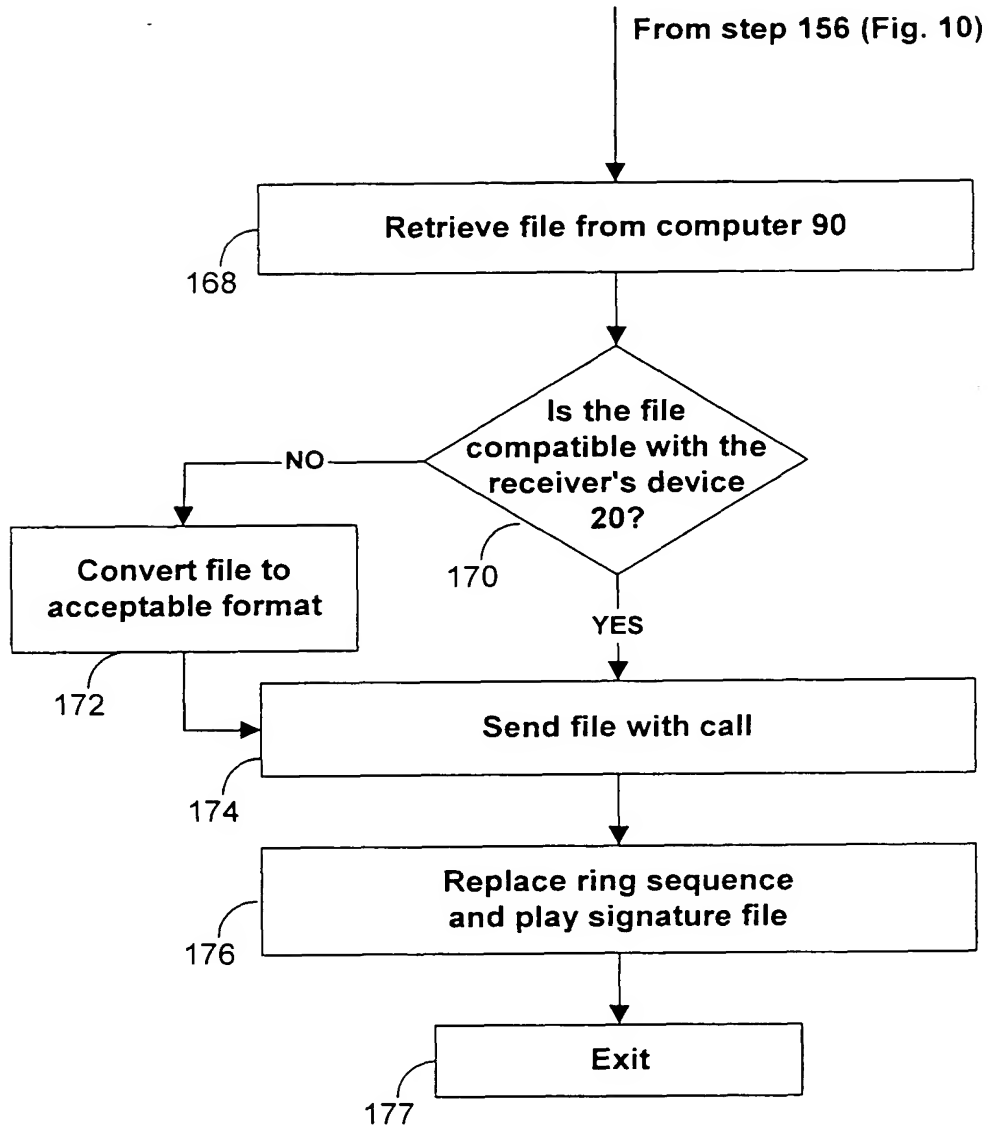 From step 156 (Fig. 10)
Retrieve file from computer 90
168
Is the file
compatible with the
receiver's device
20?
NO
170
Convert file to
acceptable format
YES
172
Send file with call
174
Replace ring sequence
and play signature file
176
Exit
177